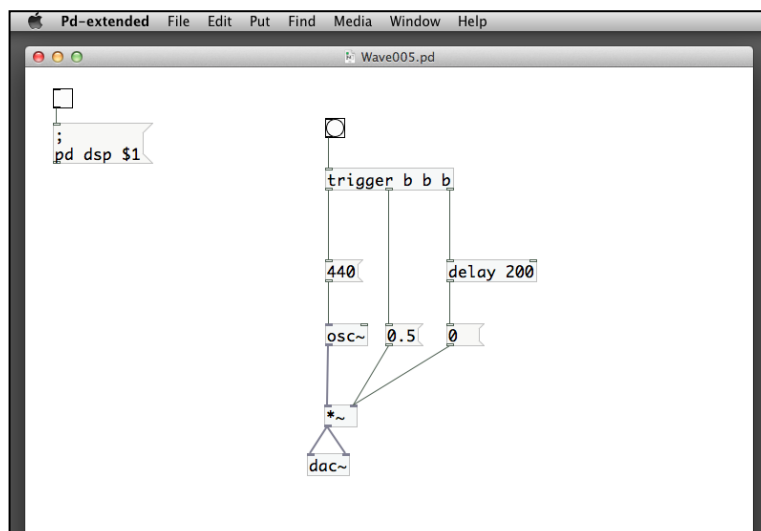 Pd-extended File Edit Put Find Media Window Help
Wave005.pd
;
pd dsp $1
trigger b b b
440
delay 200
osc~
0.5
0
*~
dac~